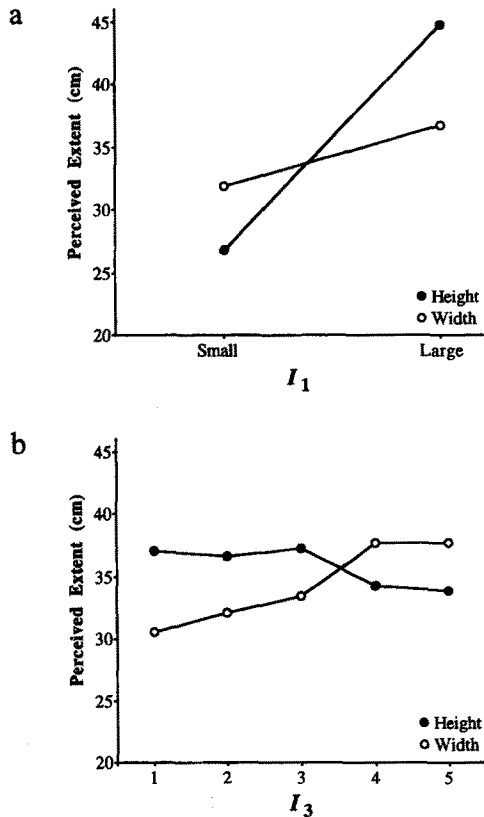 a
Perceived Extent (cm)
45
40
35
30
25
20
Small
Large
I1
Height
Width
b
Perceived Extent (cm)
45
40
35
30
25
20
1 2 3 4 5
I3
Height
Width